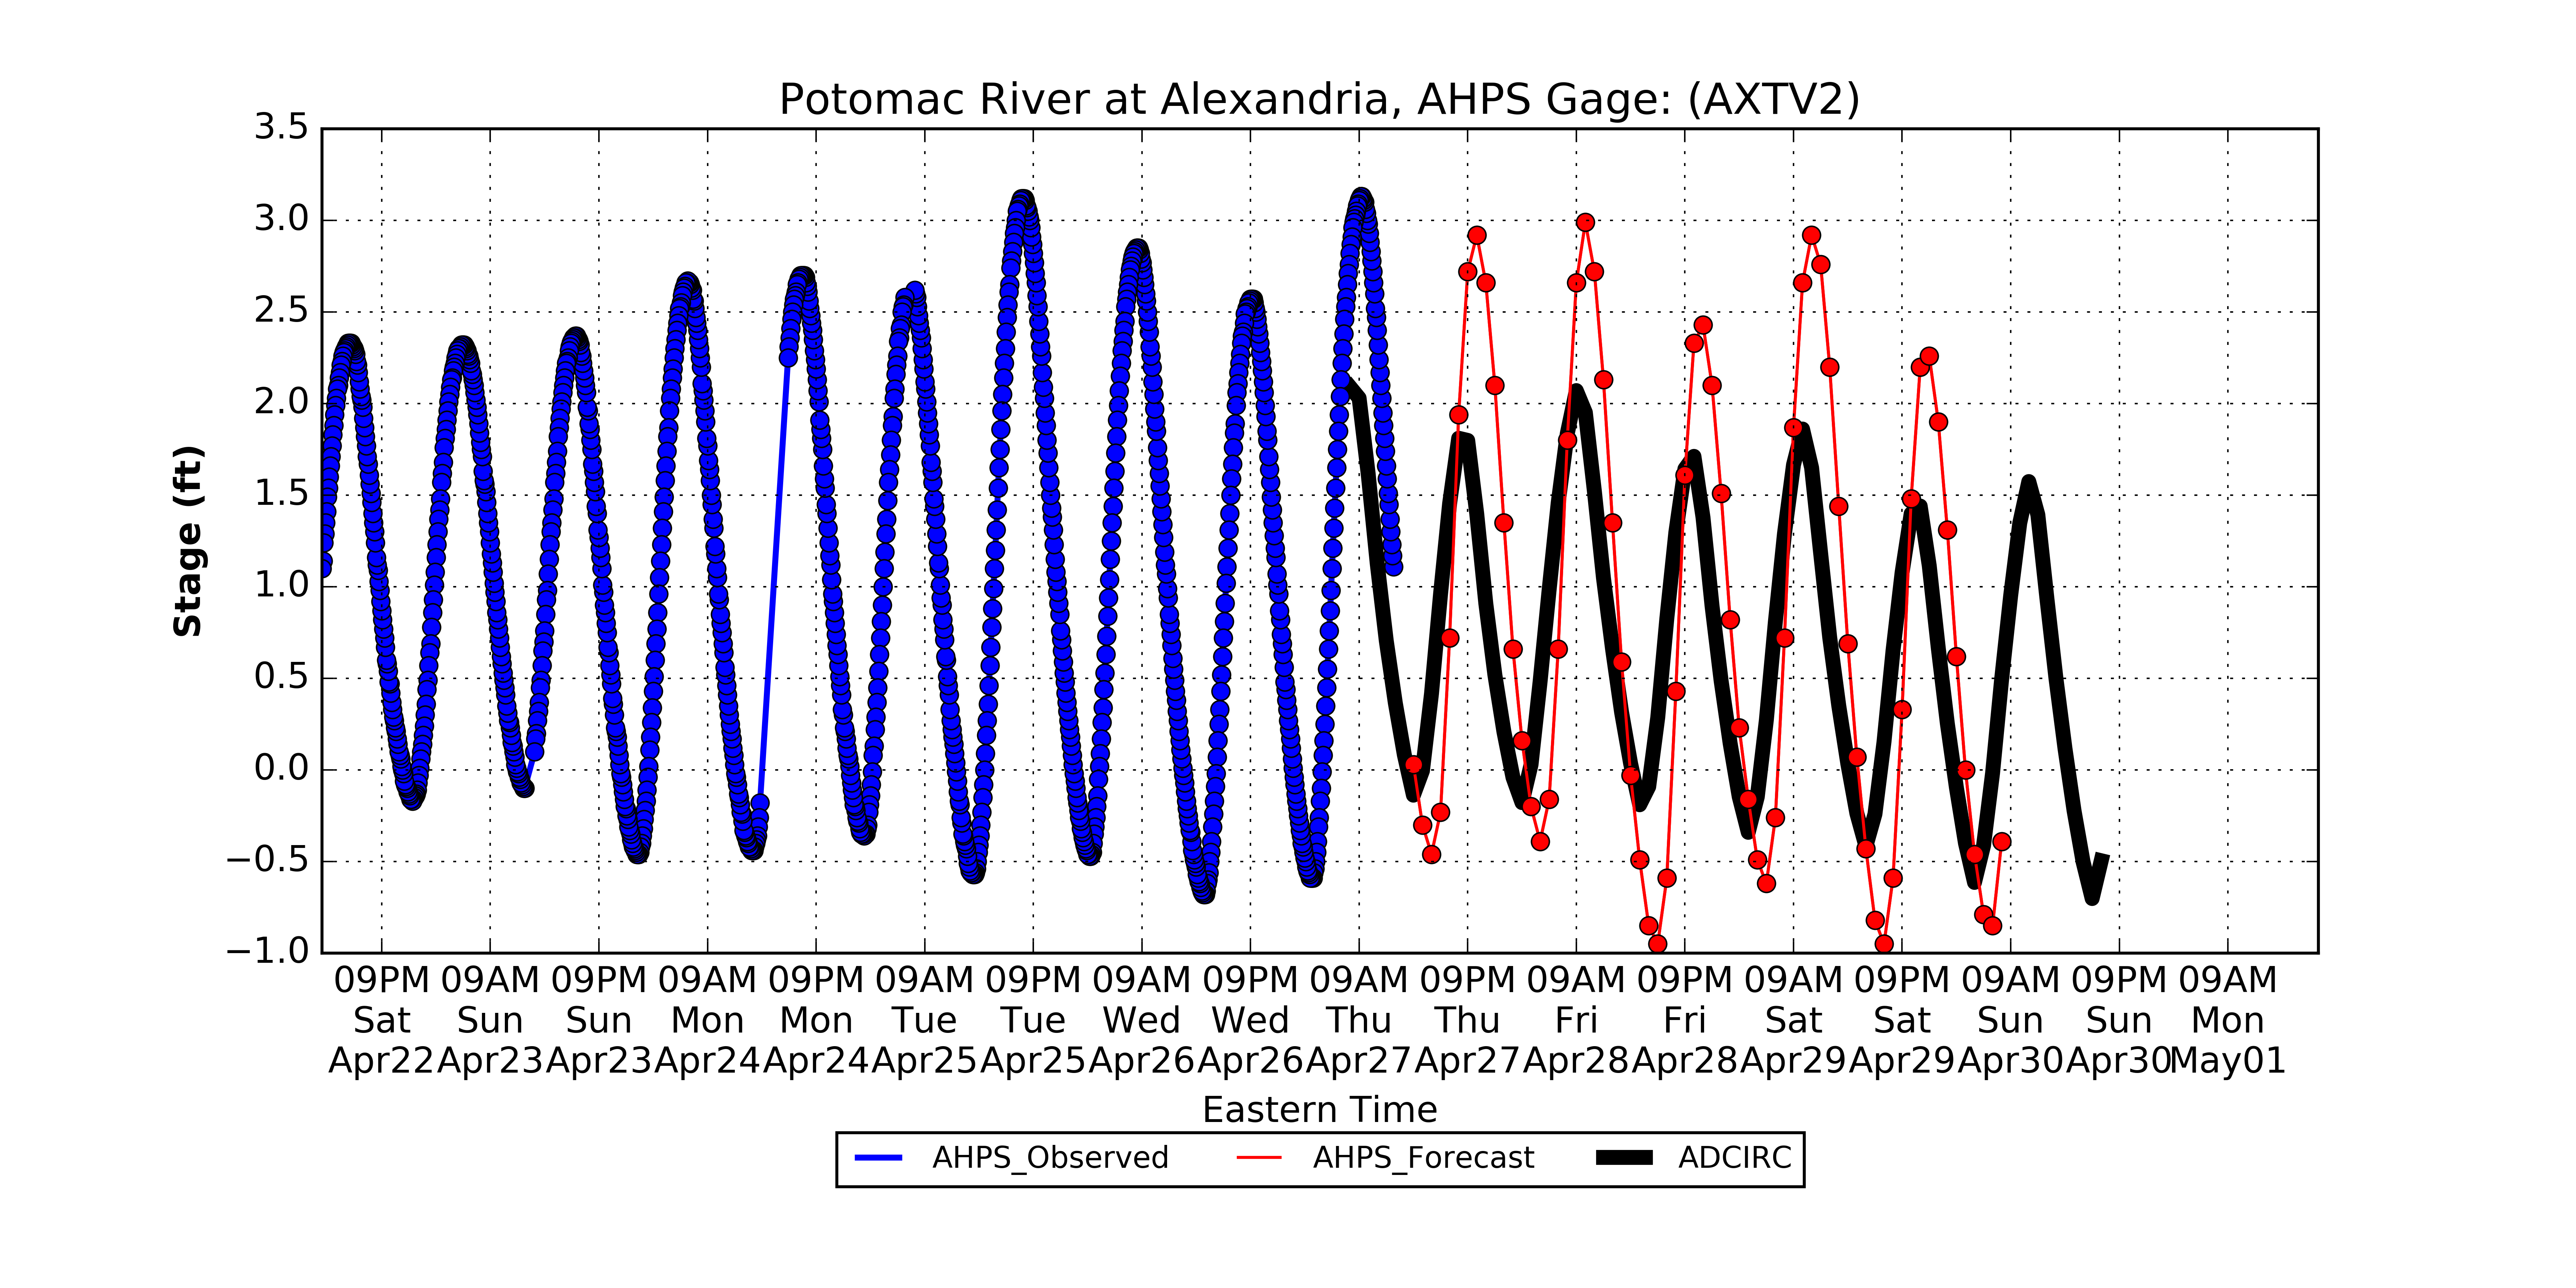 Potomac River at Alexandria, AHPS Gage: (AXTV2)
3.5
3.0
2.5
2.0
1.5
1.0
0.5
0.0
−0.5
−1.0
Stage (ft)
09PM 09AM 09PM 09AM 09PM 09AM 09PM 09AM 09PM 09AM 09PM 09AM 09PM 09AM 09PM 09AM 09PM 09AM
Sat Sun Sun Mon Mon Tue Tue Wed Wed Thu Thu Fri Fri Sat Sat Sun Sun Mon
Apr22 Apr23 Apr23 Apr24 Apr24 Apr25 Apr25 Apr26 Apr26 Apr27 Apr27 Apr28 Apr28 Apr29 Apr29 Apr30 Apr30 May01
Eastern Time
AHPS_Observed AHPS_Forecast ADCIRC